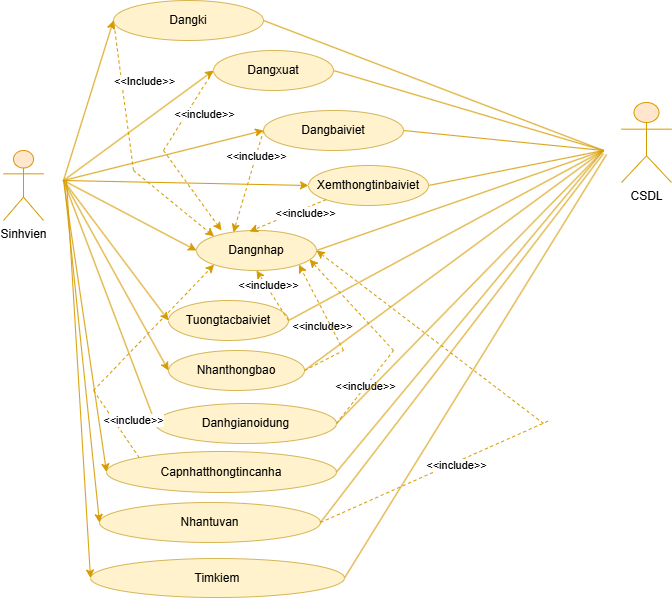 Dangki
Dangxuat
<<Include>>
<<include>>
Dangbaiviet
<<include>>
Xemthongtinbaiviet
CSDL
<<include>>
Sinhvien
Dangnhap
<<include>>
Tuongtacbaiviet
<<include>>
Nhanthongbao
<<include>>
Danhgianoidung
<<include>>
Capnhatthongtincanha
<<include>>
Nhantuvan
Timkiem